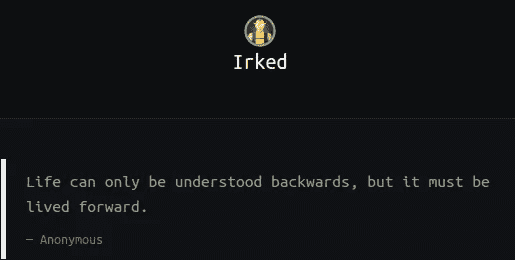 Irked
Life can only be understood backwards, but it must be
lived forward.
— Anonymous